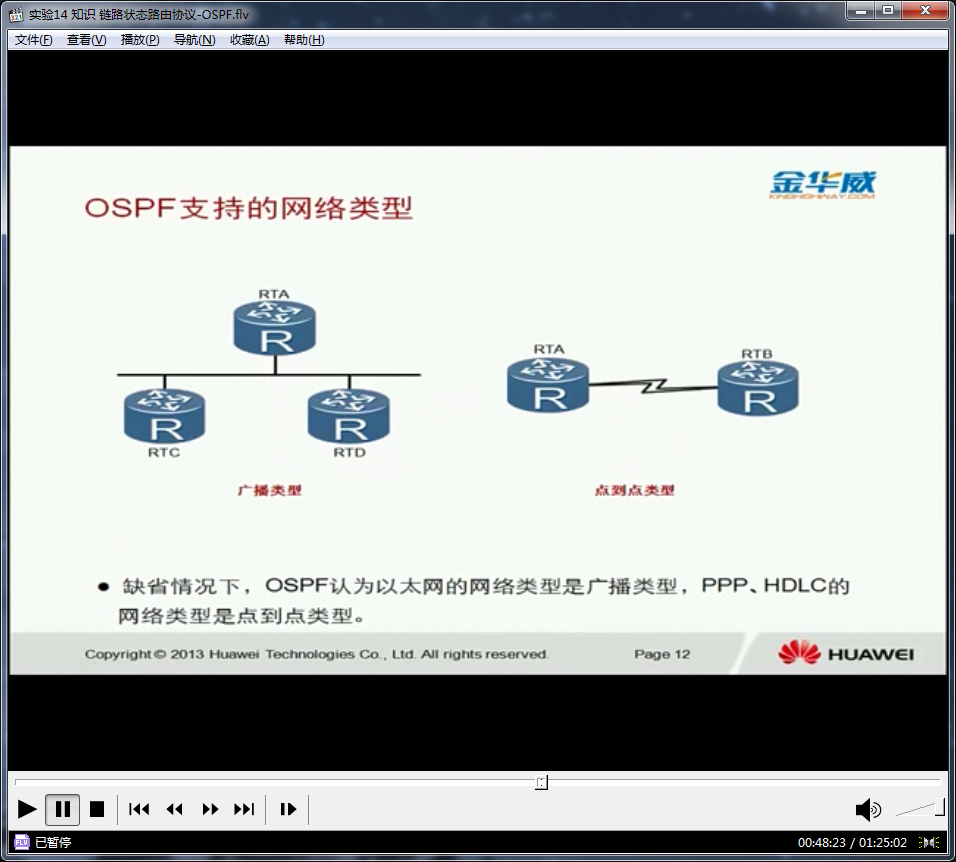 实验14 知识 链路状态路由协议-OSPF.flv
文件(F) 查看(V) 播放(P) 导航(N) 收藏(A) 帮助(H)
金华威
KINGHIGHWAY.COM
OSPF支持的网络类型
RTA
R
R
R
RTC
RTD
广播类型
RTA
RTB
R
R
点到点类型
● 缺省情况下，OSPF认为以太网的网络类型是广播类型，PPP、HDLC的
网络类型是点到点类型。
Copyright © 2013 Huawei Technologies Co., Ltd. All rights reserved.
Page 12
HUAWEI
FLV
已暂停
00:48:23 / 01:25:02